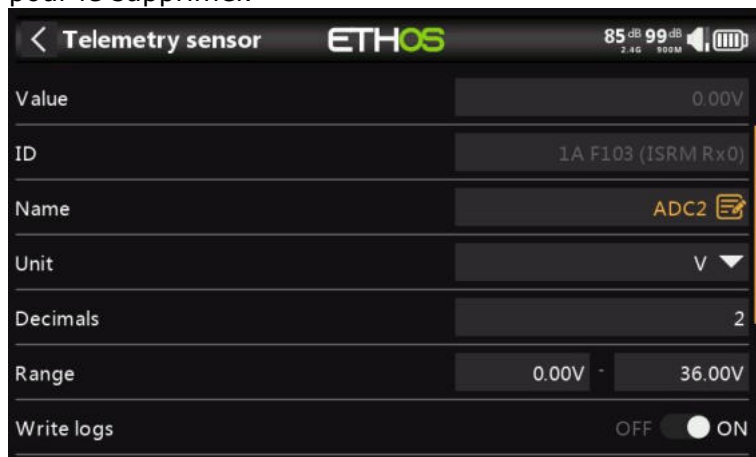 pour le supprimer.
< Telemetry sensor ETHOS 85 dB 2.4G 99 dB 900M
Value 0.00V
ID 1A F103 (ISRM Rx0)
Name ADC2
Unit V
Decimals 2
Range 0.00V - 36.00V
Write logs OFF ON